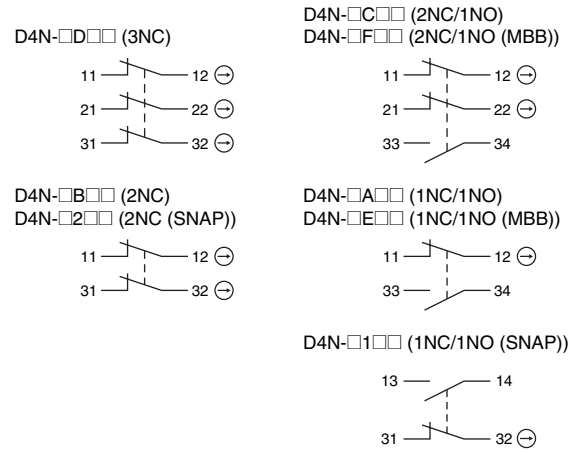 D4N-□D□□ (3NC)
11 12
21 22
31 32
D4N-□C□□ (2NC/1NO)
D4N-□F□□ (2NC/1NO (MBB))
11 12
21 22
33 34
D4N-□B□□ (2NC)
D4N-□2□□ (2NC (SNAP))
11 12
31 32
D4N-□A□□ (1NC/1NO)
D4N-□E□□ (1NC/1NO (MBB))
11 12
33 34
D4N-□1□□ (1NC/1NO (SNAP))
13 14
31 32